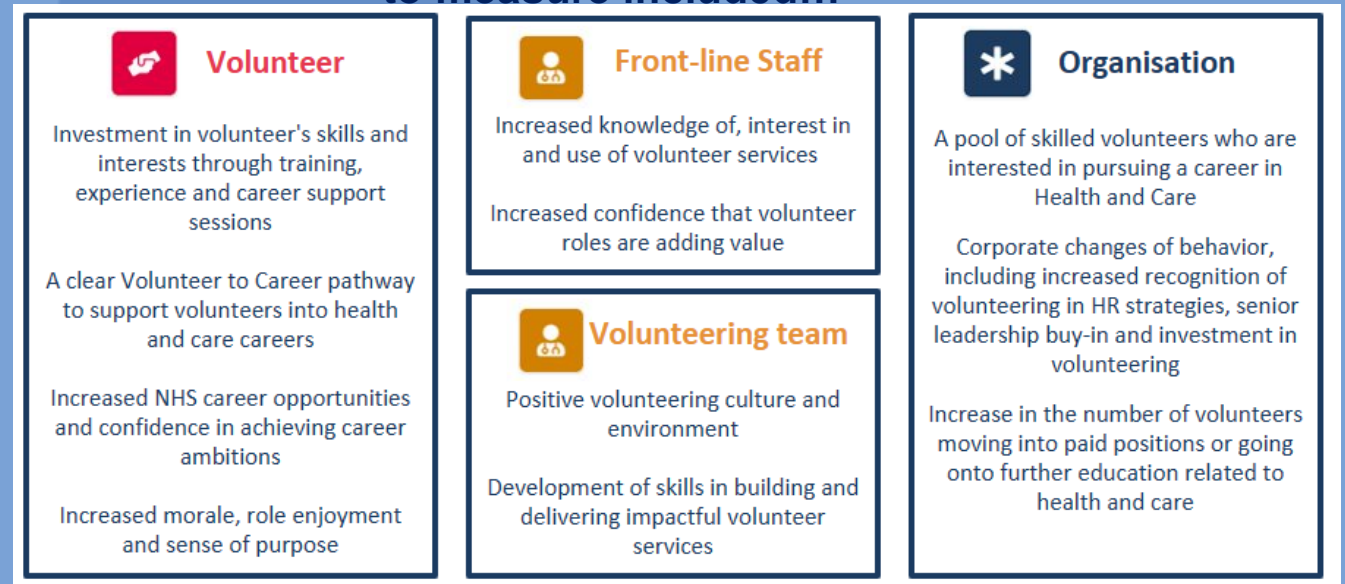 to measure include....
Volunteer
Investment in volunteer's skills and
interests through training,
experience and career support
sessions
A clear Volunteer to Career pathway
to support volunteers into health
and care careers
Increased NHS career opportunities
and confidence in achieving career
ambitions
Increased morale, role enjoyment
and sense of purpose
Front-line Staff
Increased knowledge of, interest in
and use of volunteer services
Increased confidence that volunteer
roles are adding value
Volunteering team
Positive volunteering culture and
environment
Development of skills in building and
delivering impactful volunteer
services
Organisation
A pool of skilled volunteers who are
interested in pursuing a career in
Health and Care
Corporate changes of behavior,
including increased recognition of
volunteering in HR strategies, senior
leadership buy-in and investment in
volunteering
Increase in the number of volunteers
moving into paid positions or going
onto further education related to
health and care